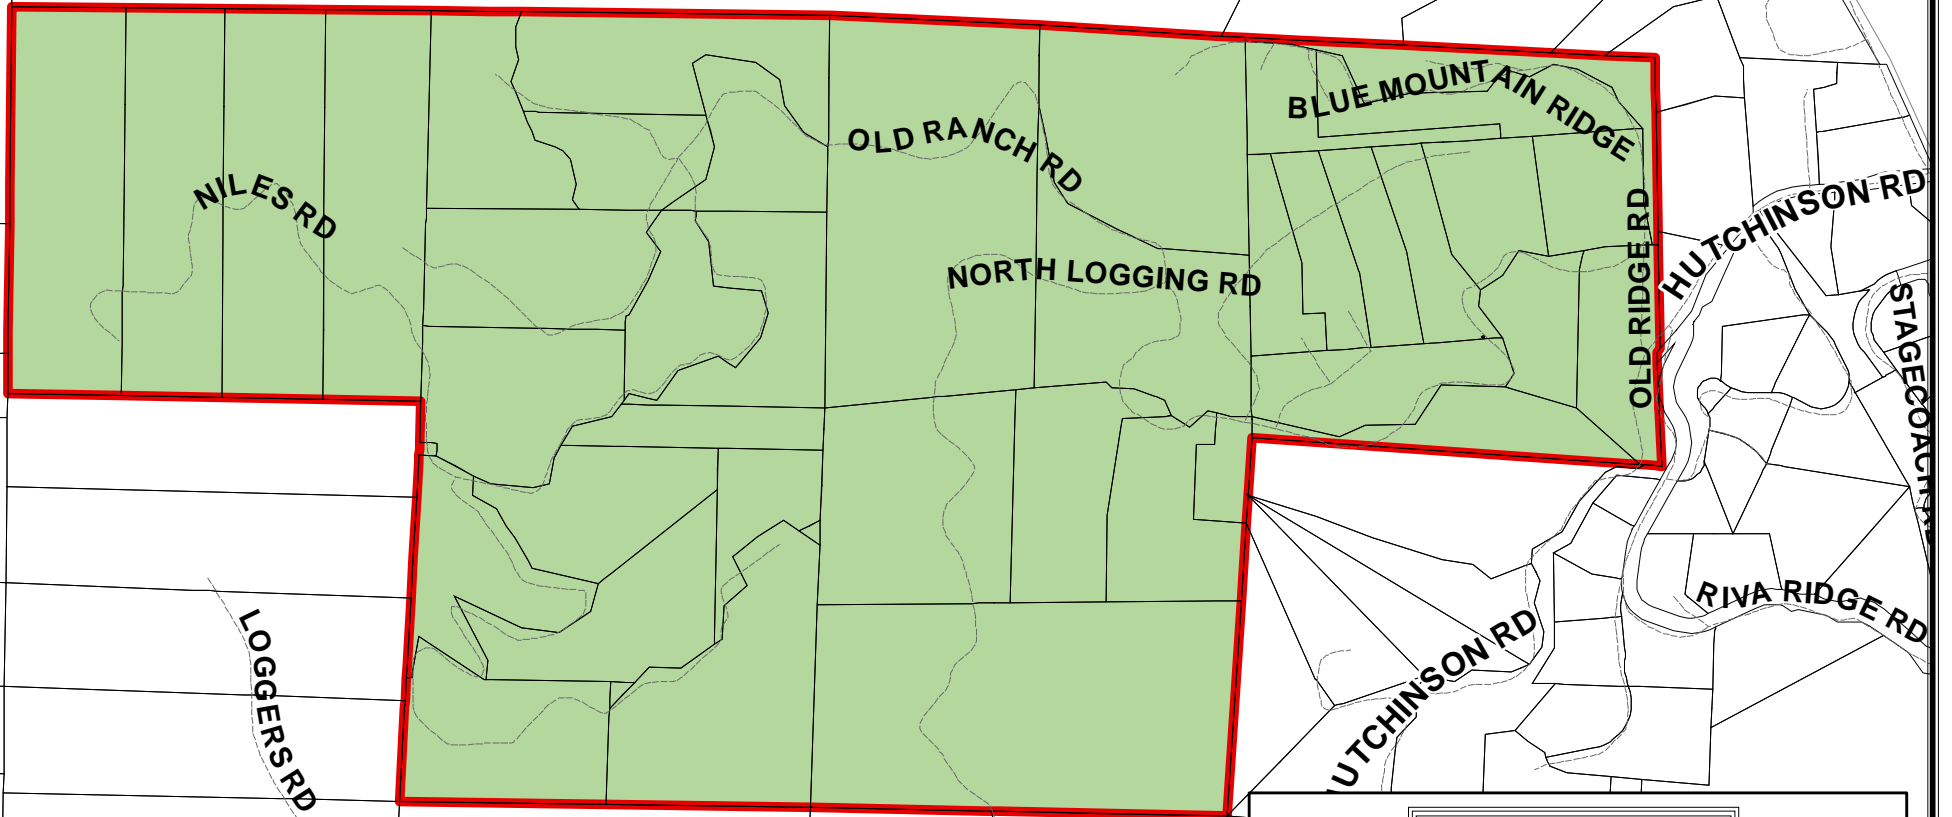 BLUE MOUNTAIN RIDGE
OLD RANCH RD
NILES RD
HUTCHINSON RD
NORTH LOGGING RD
OLD RIDGE RD
STAGECOACH RD
RIVA RIDGE RD
HUTCHINSON RD
LOGGERS RD